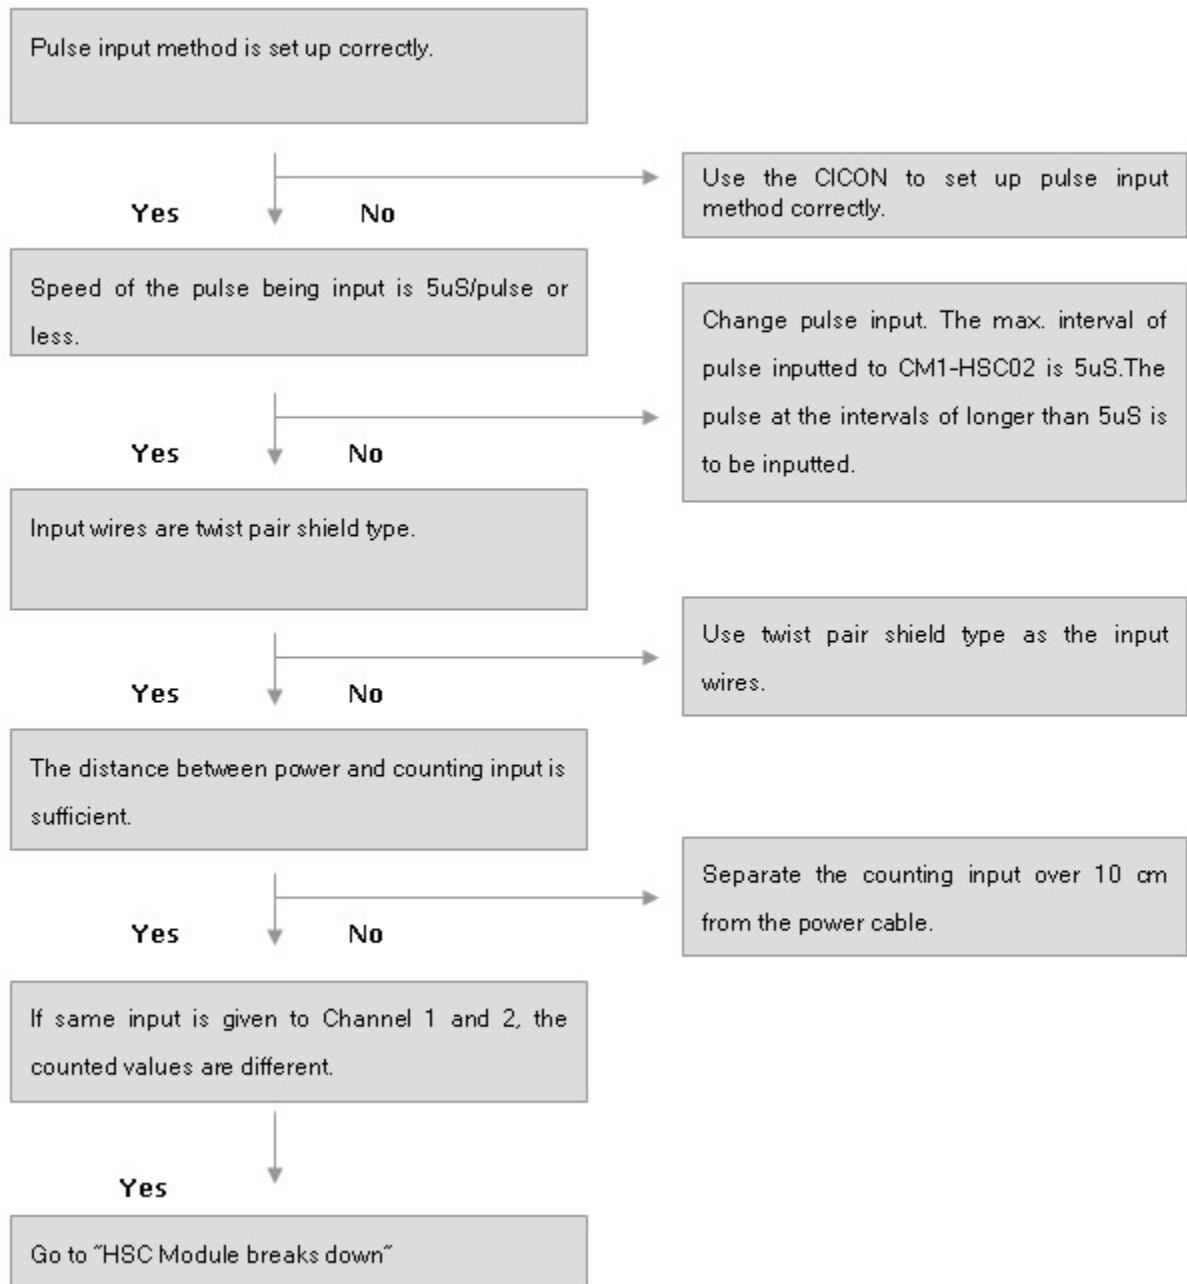 Pulse input method is set up correctly.
Yes
No
Use the CICON to set up pulse input
method correctly.
Speed of the pulse being input is 5uS/pulse or
less.
Yes
No
Change pulse input. The max. interval of
pulse inputted to CM1-HSC02 is 5uS.The
pulse at the intervals of longer than 5uS is
to be inputted.
Input wires are twist pair shield type.
Yes
No
Use twist pair shield type as the input
wires.
The distance between power and counting input is
sufficient.
Yes
No
Separate the counting input over 10 cm
from the power cable.
If same input is given to Channel 1 and 2, the
counted values are different.
Yes
Go to "HSC Module breaks down"